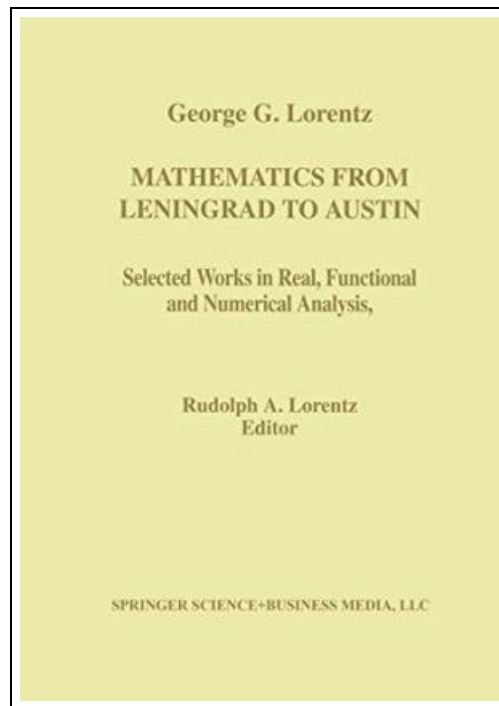 George G. Lorentz
MATHEMATICS FROM
LENINGRAD TO AUSTIN
Selected Works in Real, Functional
and Numerical Analysis,
Rudolph A. Lorentz
Editor
SPRINGER SCIENCE+BUSINESS MEDIA, LLC